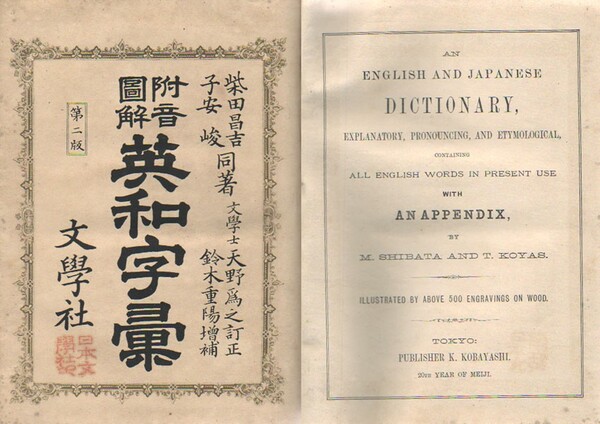 柴田昌吉
子安 峻
同著
文學士 天野爲之 訂正
鈴木重陽 增補
附音
圖解
英和字彙
第二版
文學社
AN
ENGLISH AND JAPANESE
DICTIONARY,
EXPLANATORY, PRONOUNCING, AND ETYMOLOGICAL,
CONTAINING
ALL ENGLISH WORDS IN PRESENT USE
WITH
AN APPENDIX,
BY
M. SHIBATA AND T. KOYAS.
ILLUSTRATED BY ABOVE 500 ENGRAVINGS ON WOOD.
TOKYO:
PUBLISHER K. KOBAYASHI.
20TH YEAR OF MEIJI.